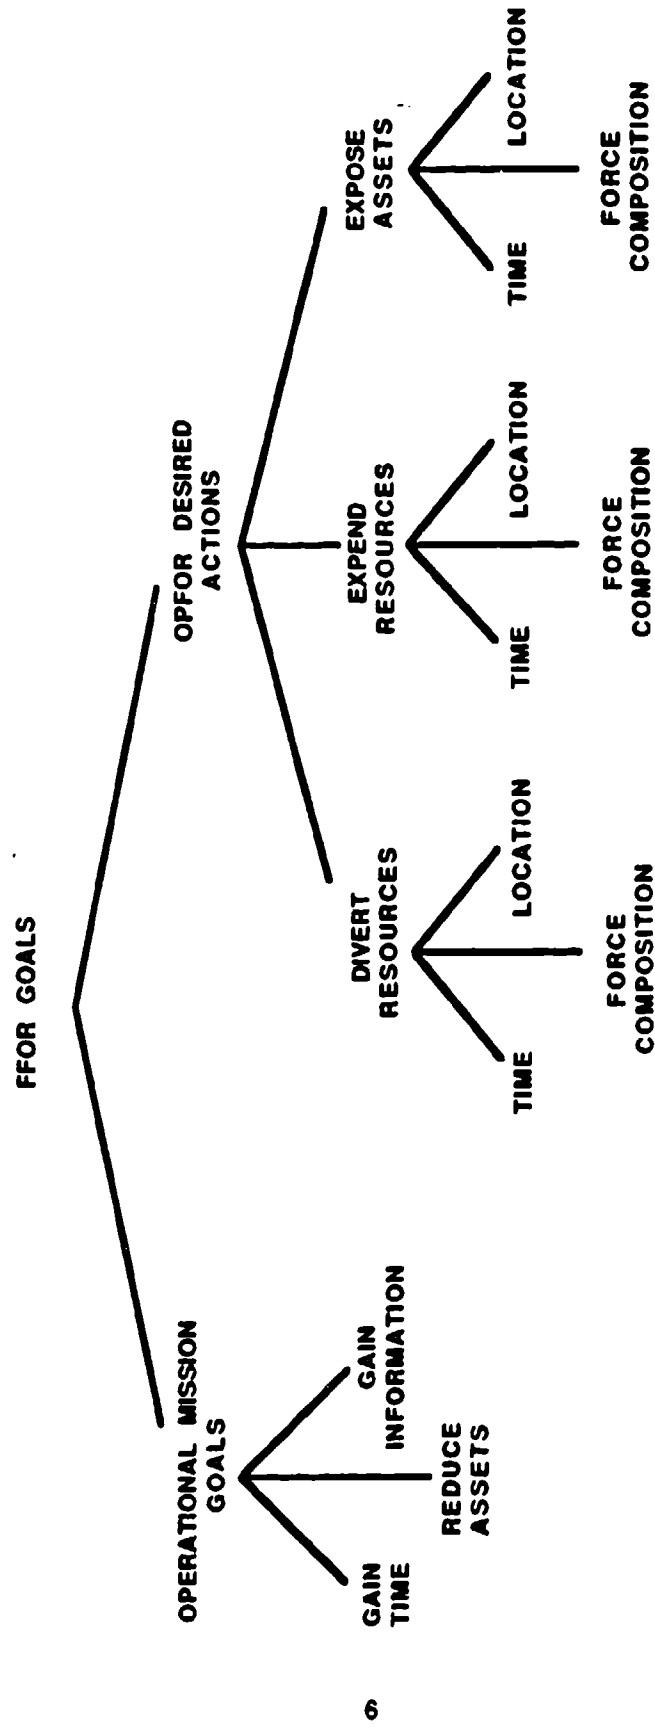 FFOR GOALS
OPERATIONAL MISSION
GOALS
OPFOR DESIRED
ACTIONS
GAIN
TIME
REDUCE
ASSETS
GAIN
INFORMATION
DIVERT
RESOURCES
EXPEND
RESOURCES
EXPOSE
ASSETS
TIME
FORCE
COMPOSITION
LOCATION
TIME
FORCE
COMPOSITION
LOCATION
TIME
FORCE
COMPOSITION
LOCATION
6